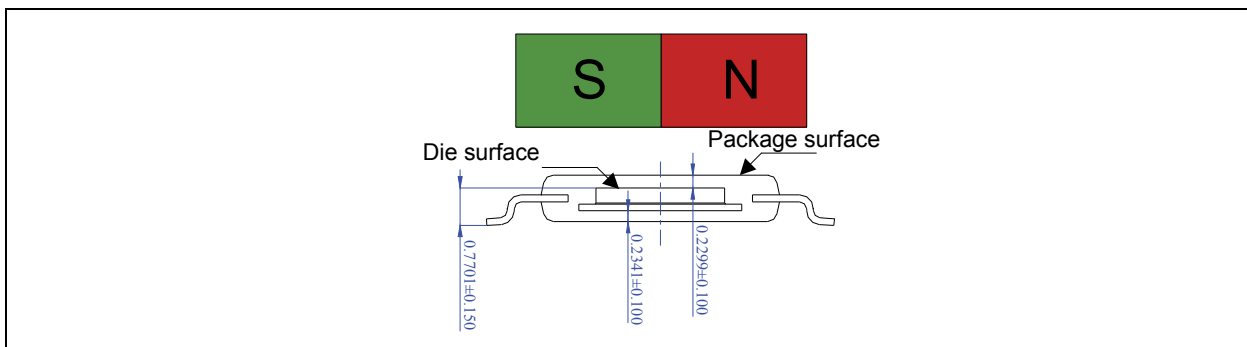 S N
Package surface
Die surface
0.7701±0.150
0.2341±0.100
0.2299±0.100